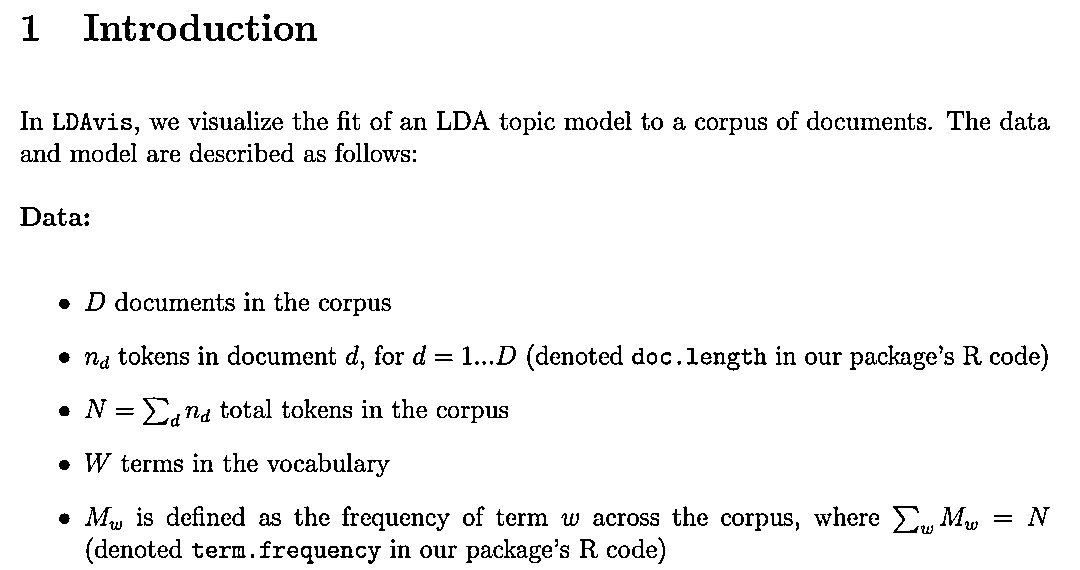 1 Introduction
In LDAvis, we visualize the fit of an LDA topic model to a corpus of documents. The data
and model are described as follows:
Data:
• D documents in the corpus
• n_d tokens in document d, for d = 1...D (denoted doc.length in our package's R code)
• N = ∑_d n_d total tokens in the corpus
• W terms in the vocabulary
• M_w is defined as the frequency of term w across the corpus, where ∑_w M_w = N
(denoted term.frequency in our package's R code)